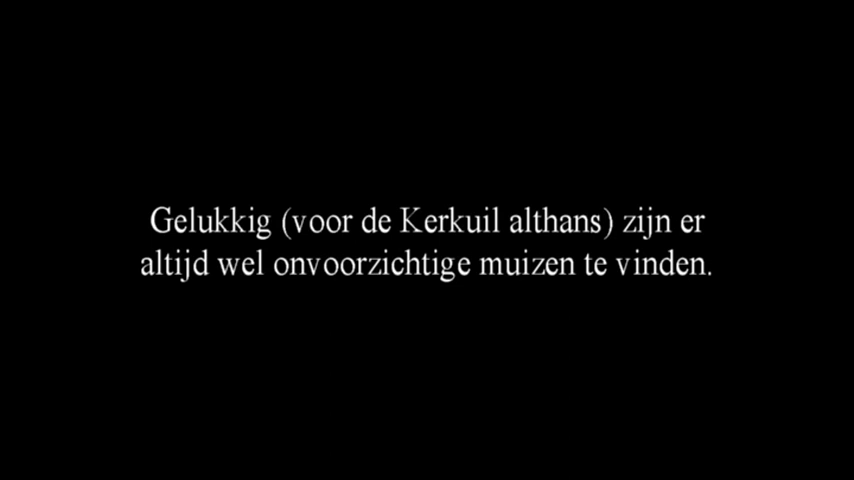 Gelukkig (voor de Kerkuil althans) zijn er
altijd wel onvoorzichtige muizen te vinden.